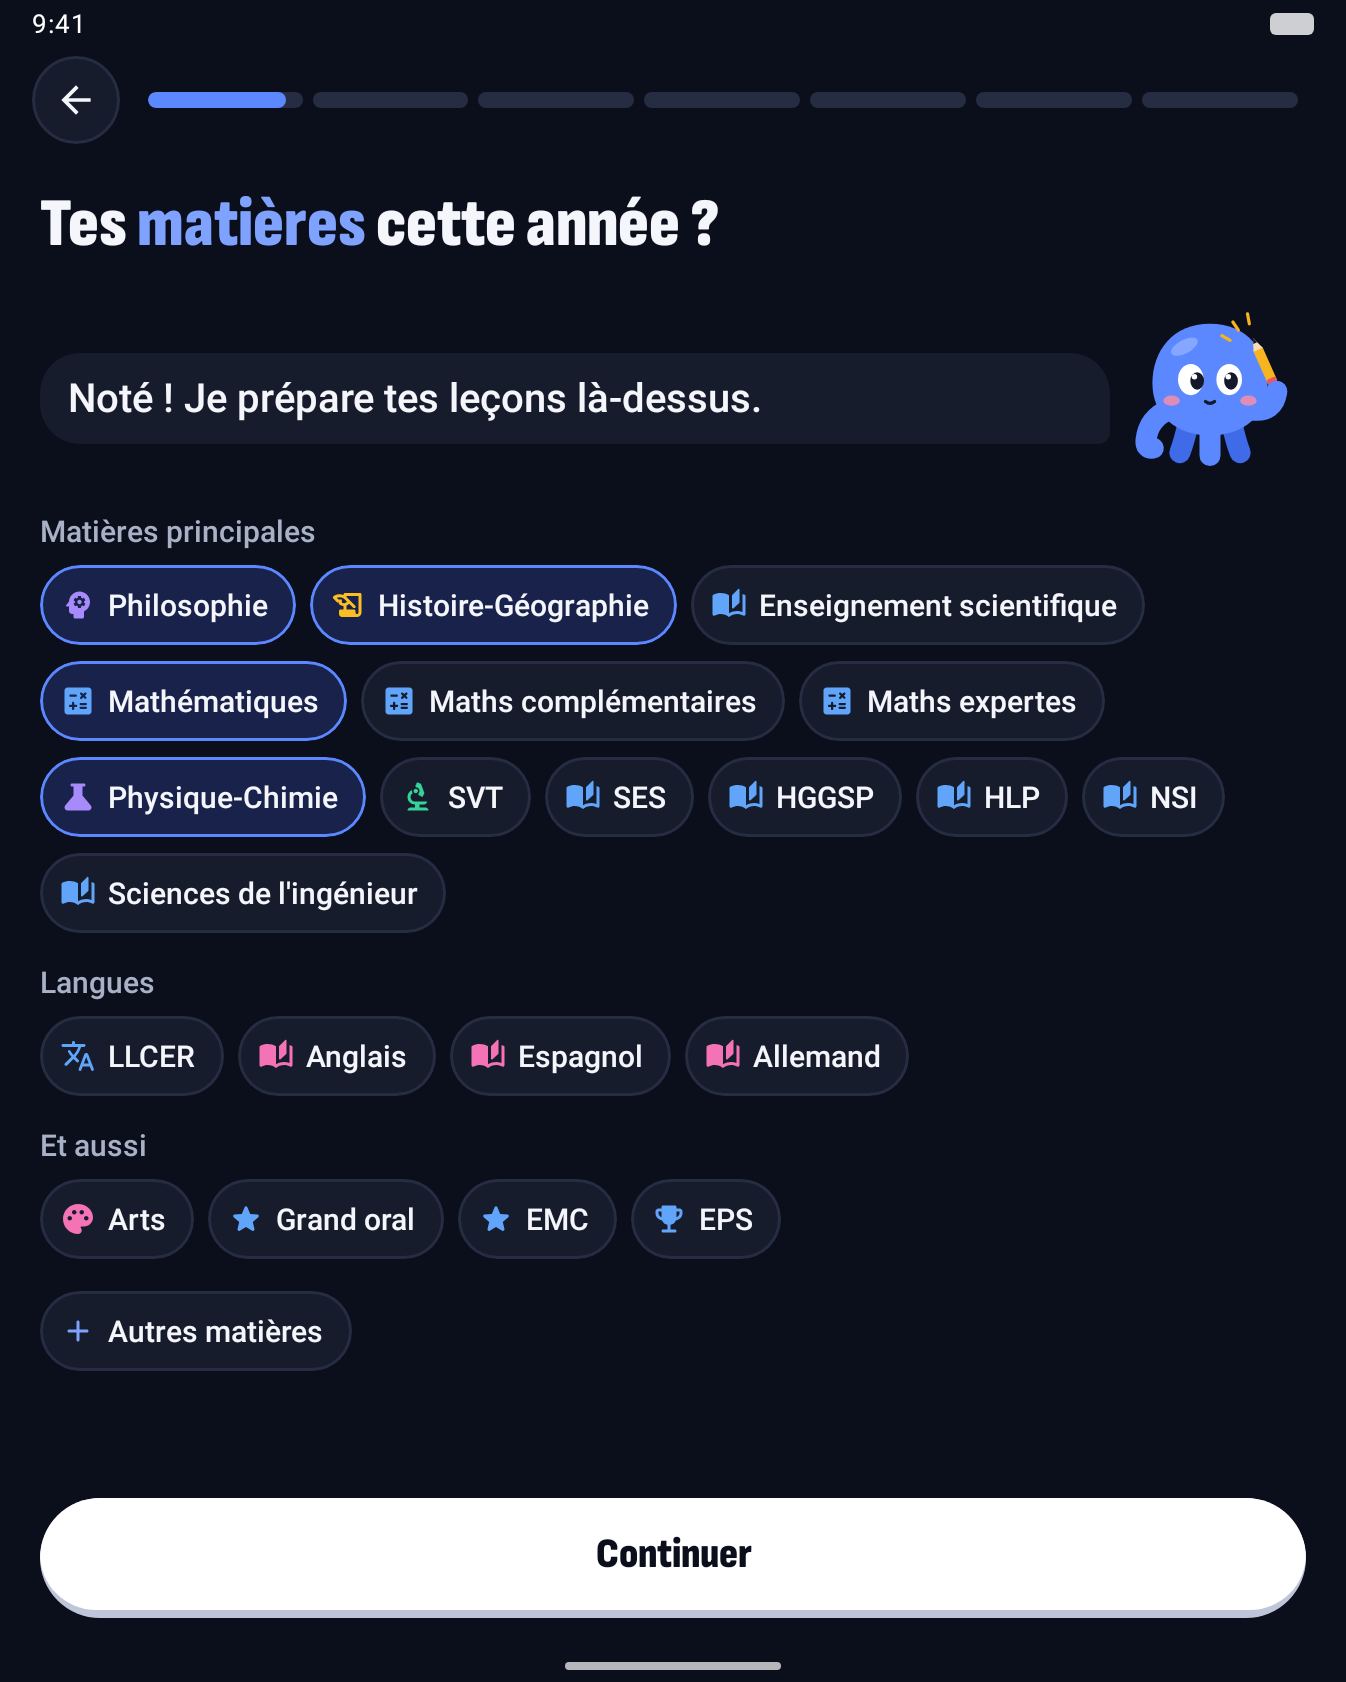 9:41
Tes matières cette année ?
Noté ! Je prépare tes leçons là-dessus.
Matières principales
Philosophie Histoire-Géographie Enseignement scientifique
Mathématiques Maths complémentaires Maths expertes
Physique-Chimie SVT SES HGGSP HLP NSI
Sciences de l'ingénieur
Langues
LLCER Anglais Espagnol Allemand
Et aussi
Arts Grand oral EMC EPS
Autres matières
Continuer